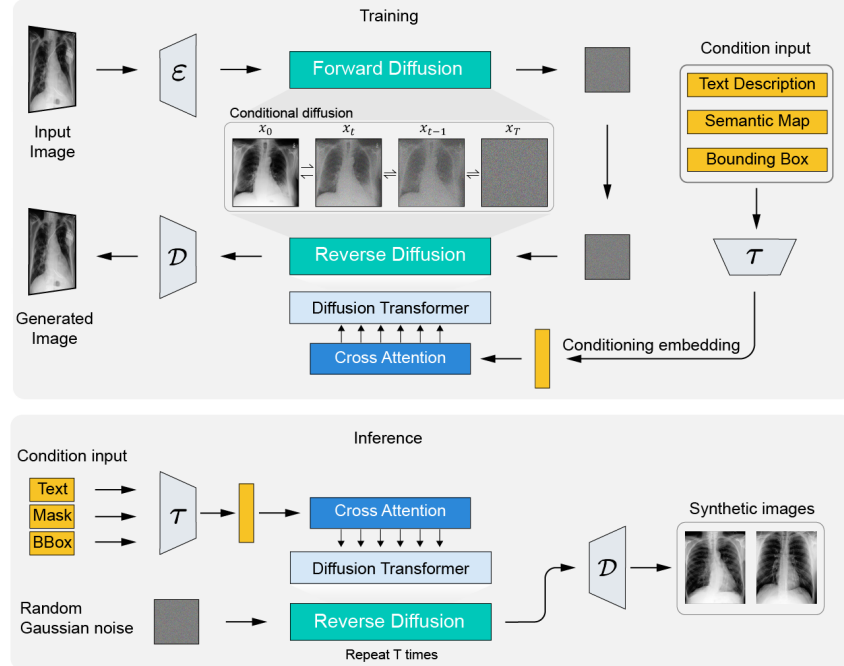 Training
Input
Image
ℰ
Forward Diffusion
Condition input
Text Description
Semantic Map
Bounding Box
Conditional diffusion
x₀
xₜ
xₜ₋₁
x_T
τ
Generated
Image
𝒟
Reverse Diffusion
Diffusion Transformer
Cross Attention
Conditioning embedding
Inference
Condition input
Text
Mask
BBox
τ
Cross Attention
Diffusion Transformer
Random
Gaussian noise
Reverse Diffusion
Repeat T times
𝒟
Synthetic images